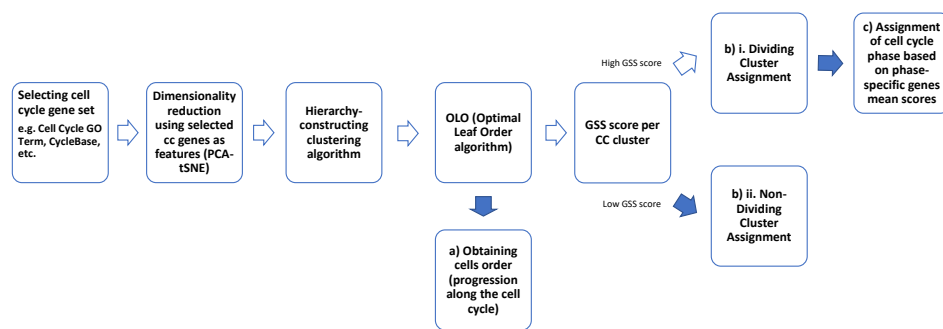 Selecting cell
cycle gene set
e.g. Cell Cycle GO
Term, CycleBase,
etc.
Dimensionality
reduction
using selected
cc genes as
features (PCA-
tSNE)
Hierarchy-
constructing
clustering
algorithm
OLO (Optimal
Leaf Order
algorithm)
a) Obtaining
cells order
(progression
along the cell
cycle)
GSS score per
CC cluster
High GSS score
Low GSS score
b) i. Dividing
Cluster
Assignment
b) ii. Non-
Dividing
Cluster
Assignment
c) Assignment
of cell cycle
phase based
on phase-
specific genes
mean scores